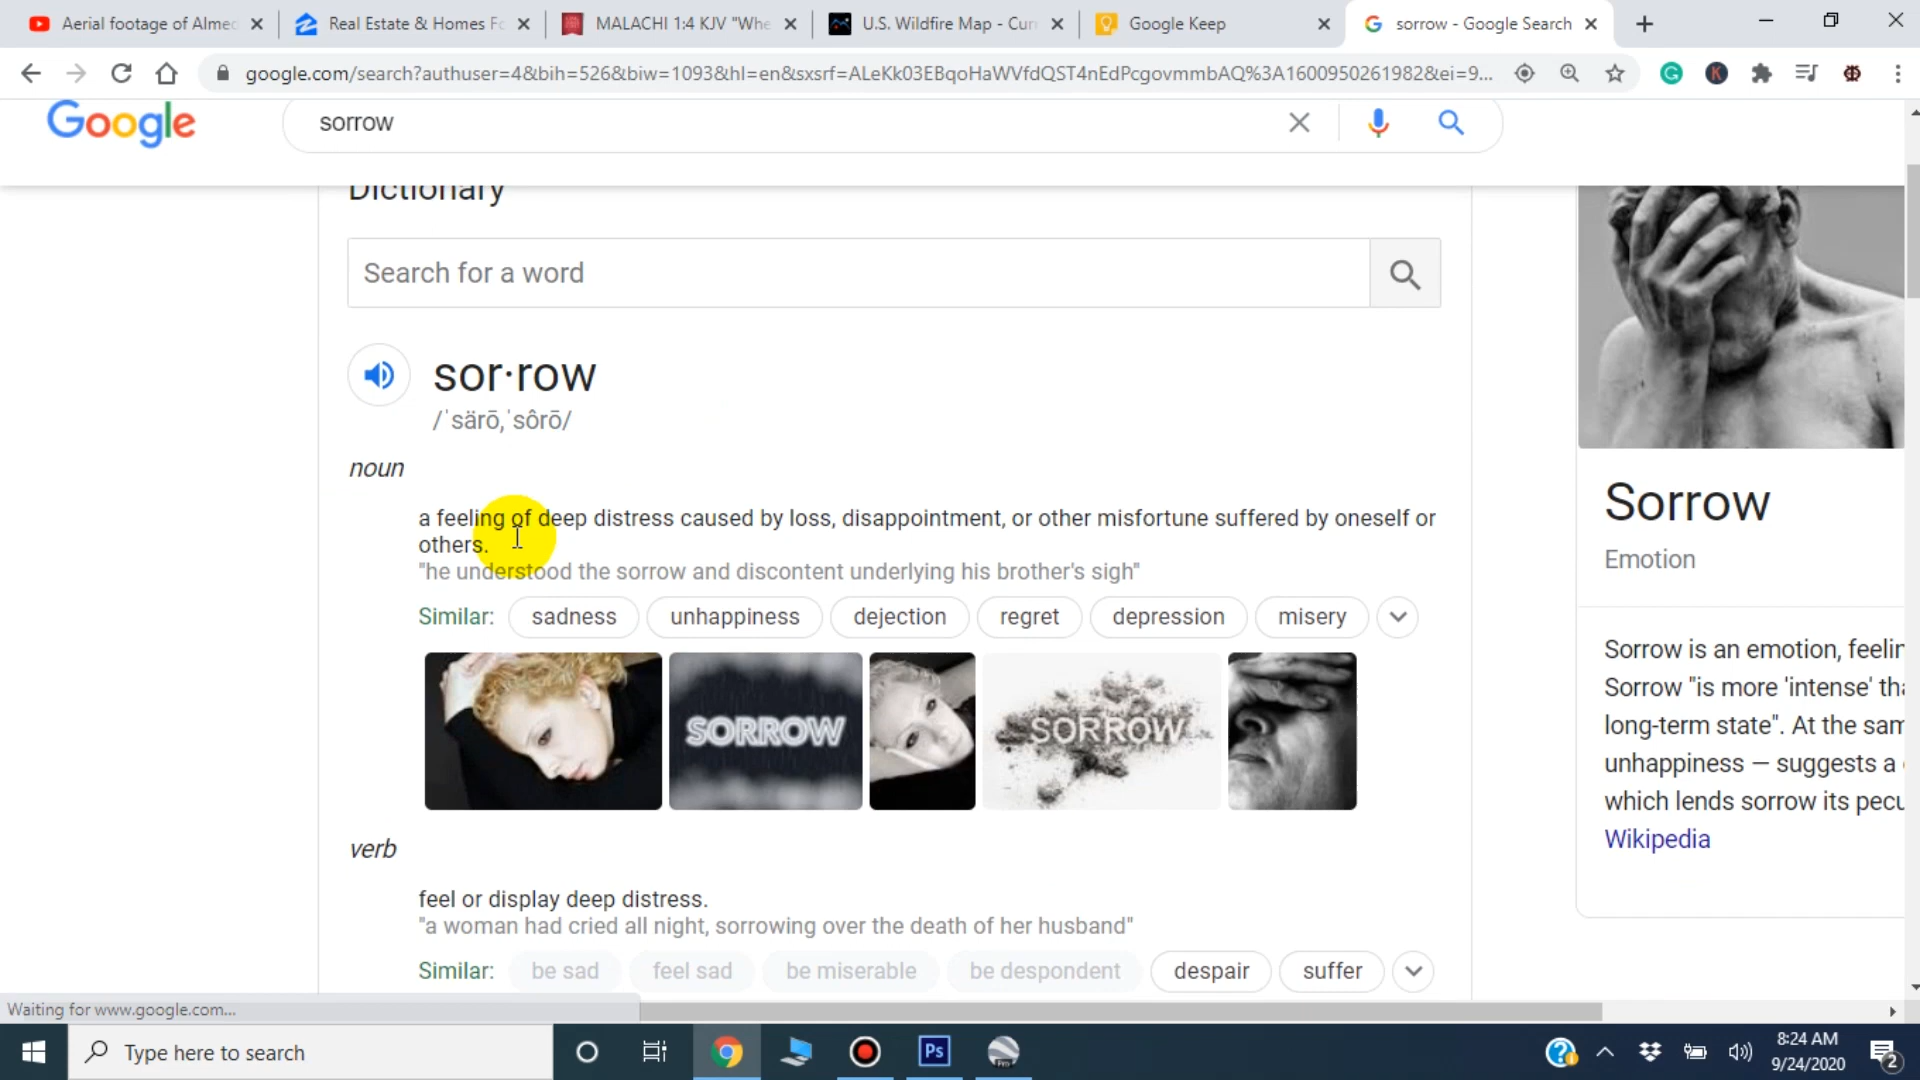 Aerial footage of Almed
Real Estate & Homes Fo
MALACHI 1:4 KJV "Whe
U.S. Wildfire Map - Curr
Google Keep
sorrow - Google Search
google.com/search?authuser=4&bih=526&biw=1093&hl=en&sxsrf=ALeKk03EBqoHaWVfdQST4nEdPcgovmmbAQ%3A1600950261982&ei=9...
Google
sorrow
Dictionary
Search for a word
sor·row
/ˈsärō,ˈsôrō/
noun
a feeling of deep distress caused by loss, disappointment, or other misfortune suffered by oneself or
others.
"he understood the sorrow and discontent underlying his brother's sigh"
Similar: sadness unhappiness dejection regret depression misery
SORROW
SORROW
verb
feel or display deep distress.
"a woman had cried all night, sorrowing over the death of her husband"
Similar: be sad feel sad be miserable be despondent despair suffer
Sorrow
Emotion
Sorrow is an emotion, feelin
Sorrow "is more 'intense' tha
long-term state". At the sam
unhappiness — suggests a
which lends sorrow its pecu
Wikipedia
Waiting for www.google.com...
Type here to search
Ps
8:24 AM
9/24/2020
2